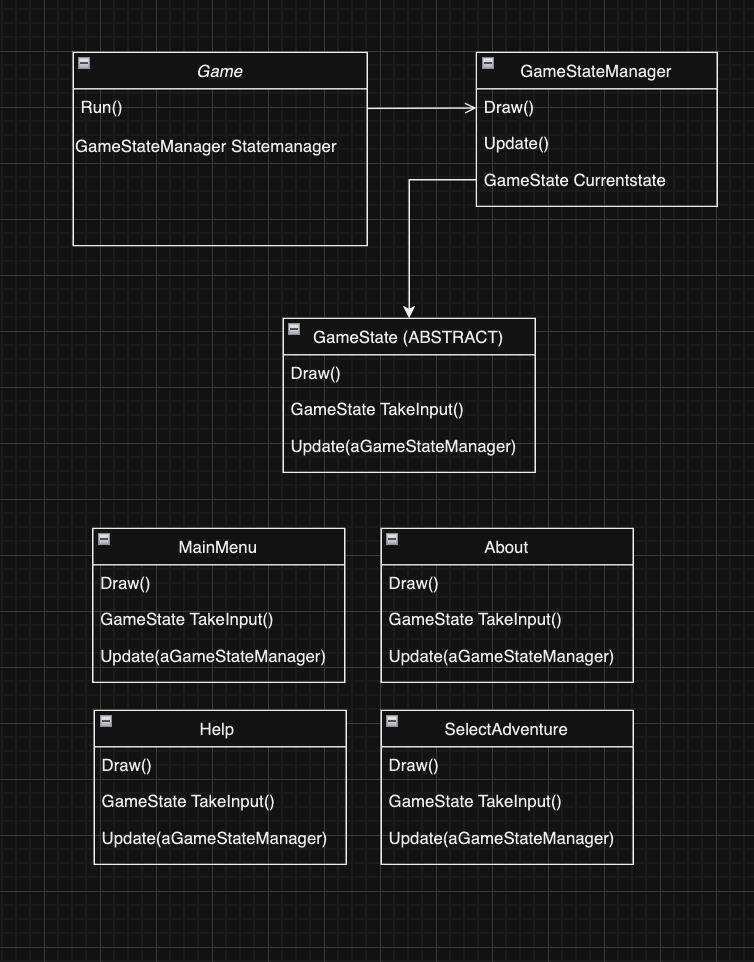 Game
Run()
GameStateManager Statemanager
GameStateManager
Draw()
Update()
GameState Currentstate
GameState (ABSTRACT)
Draw()
GameState TakeInput()
Update(aGameStateManager)
MainMenu
Draw()
GameState TakeInput()
Update(aGameStateManager)
About
Draw()
GameState TakeInput()
Update(aGameStateManager)
Help
Draw()
GameState TakeInput()
Update(aGameStateManager)
SelectAdventure
Draw()
GameState TakeInput()
Update(aGameStateManager)